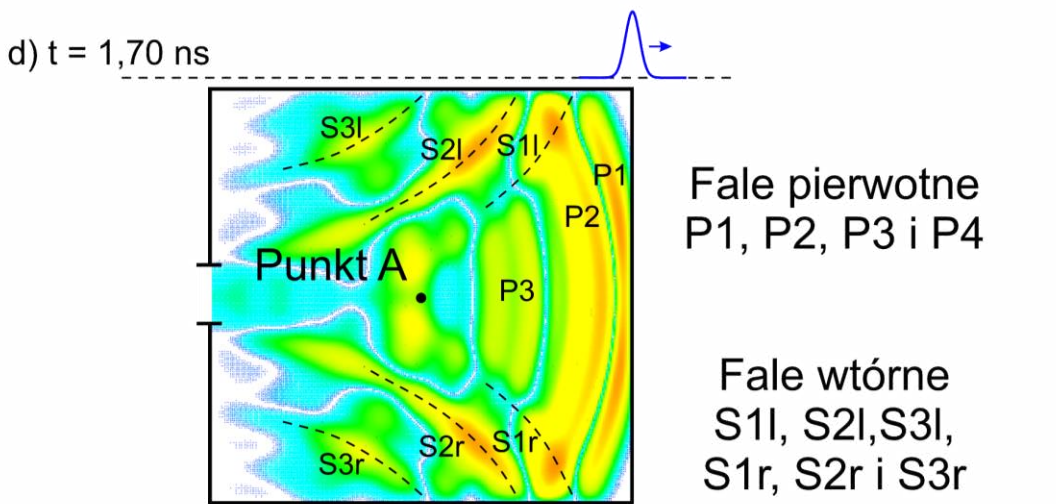 d) t = 1,70 ns
S3l
S2l
S1l
P1
P2
Punkt A
P3
S3r
S2r
S1r
Fale pierwotne
P1, P2, P3 i P4
Fale wtórne
S1l, S2l,S3l,
S1r, S2r i S3r